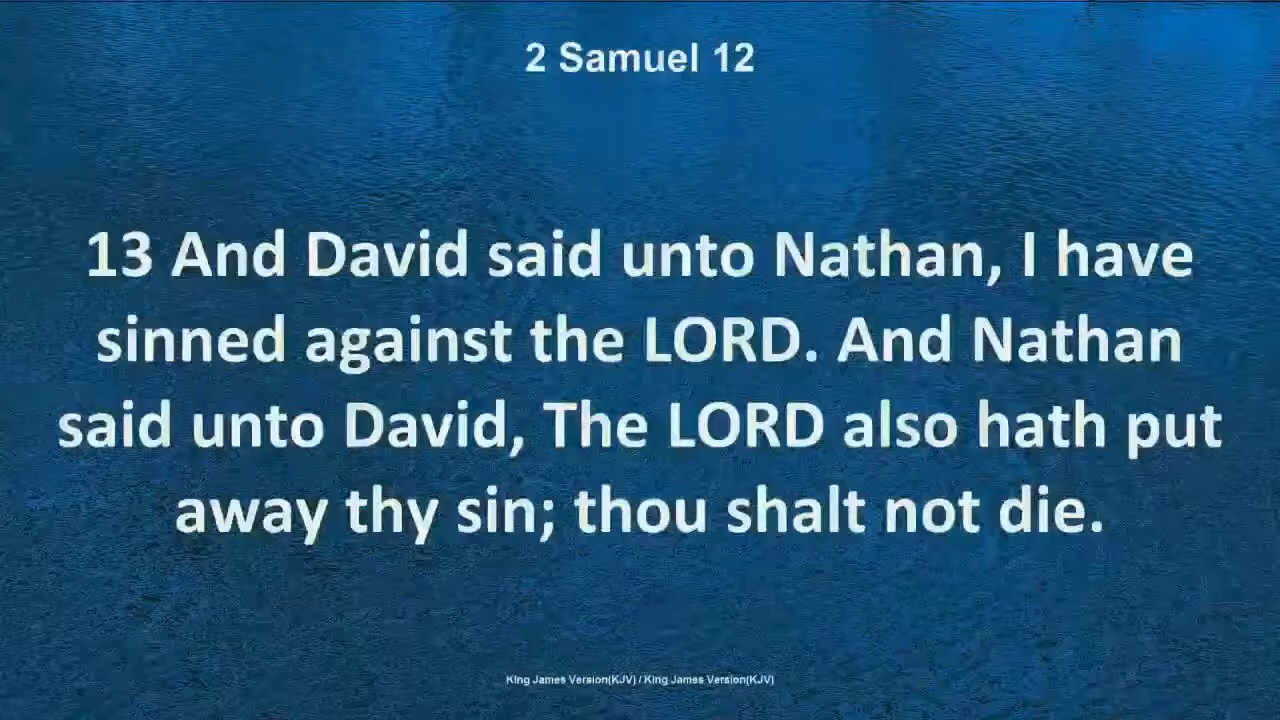 2 Samuel 12
13 And David said unto Nathan, I have
sinned against the LORD. And Nathan
said unto David, The LORD also hath put
away thy sin; thou shalt not die.
King James Version(KJV) / King James Version(KJV)